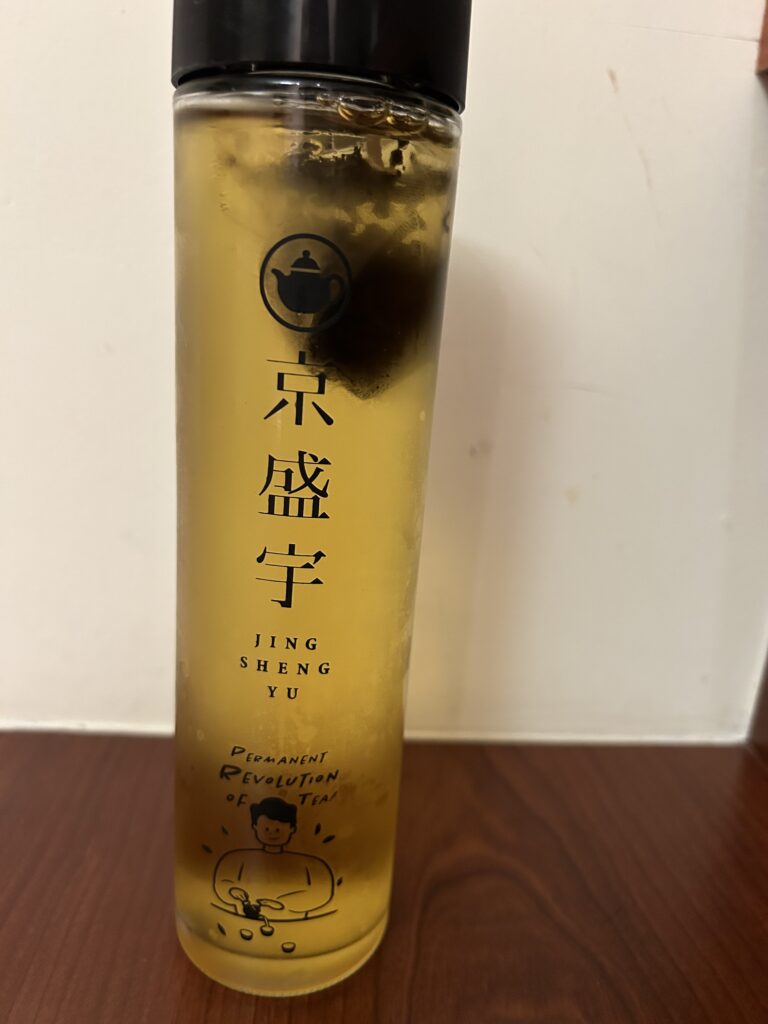 京盛宇
JING
SHENG
YU
PERMANENT
REVOLUTION
OF TEA!